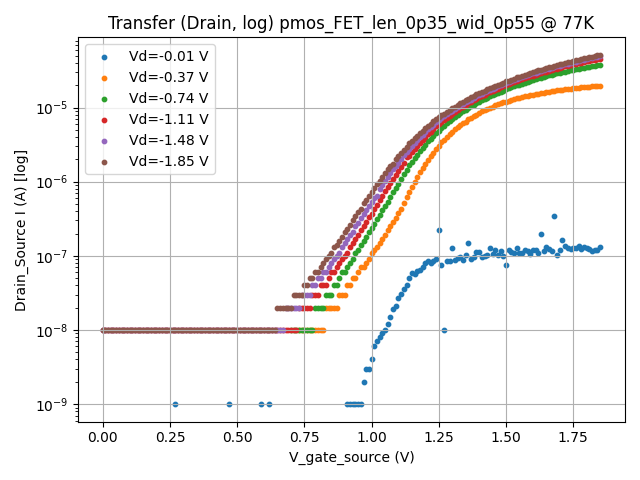 Transfer (Drain, log) pmos_FET_len_0p35_wid_0p55 @ 77K
Vd=-0.01 V
Vd=-0.37 V
Vd=-0.74 V
Vd=-1.11 V
Vd=-1.48 V
Vd=-1.85 V
Drain_Source I (A) [log]
10⁻⁵
10⁻⁶
10⁻⁷
10⁻⁸
10⁻⁹
0.00 0.25 0.50 0.75 1.00 1.25 1.50 1.75
V_gate_source (V)